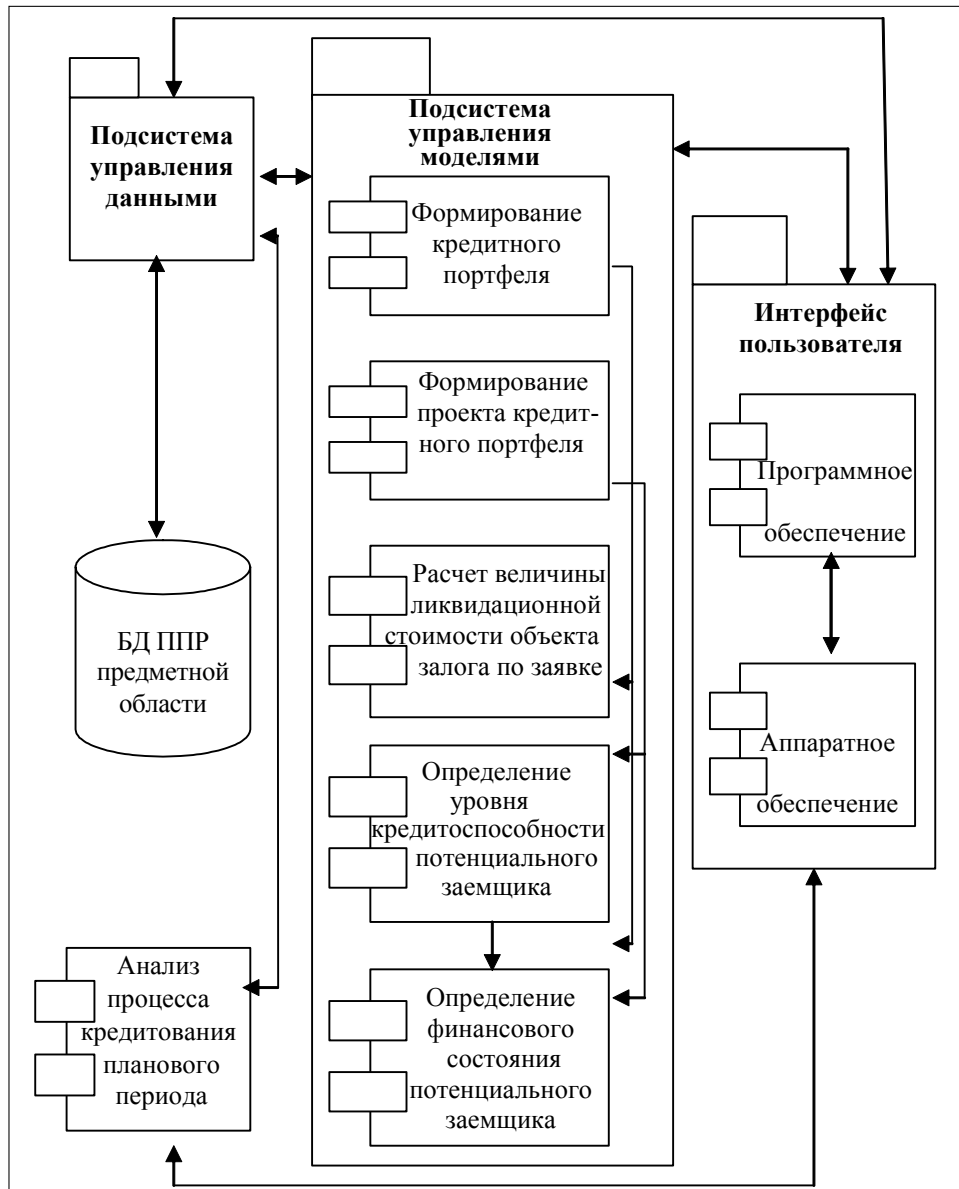 Подсистема
управления
данными
БД ППР
предметной
области
Анализ
процесса
кредитования
планового
периода
Подсистема
управления
моделями
Формирование
кредитного
портфеля
Формирование
проекта кредит-
ного портфеля
Расчет величины
ликвидационной
стоимости объекта
залога по заявке
Определение
уровня
кредитоспособности
потенциального
заемщика
Определение
финансового
состояния
потенциального
заемщика
Интерфейс
пользователя
Программное
обеспечение
Аппаратное
обеспечение